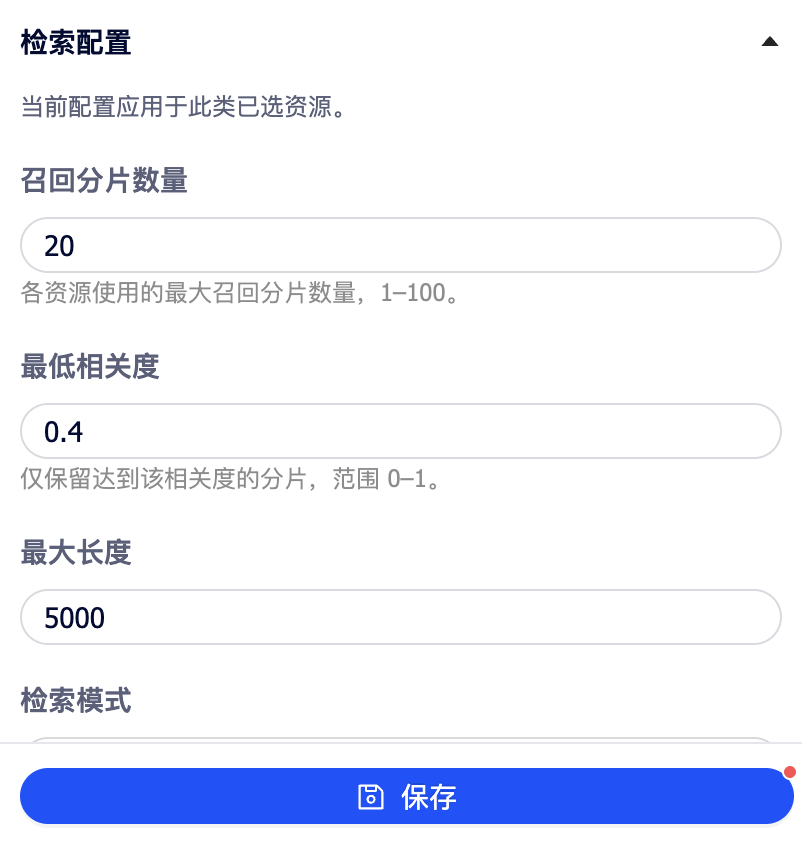 检索配置
当前配置应用于此类已选资源。
召回分片数量
20
各资源使用的最大召回分片数量，1–100。
最低相关度
0.4
仅保留达到该相关度的分片，范围 0–1。
最大长度
5000
检索模式
保存